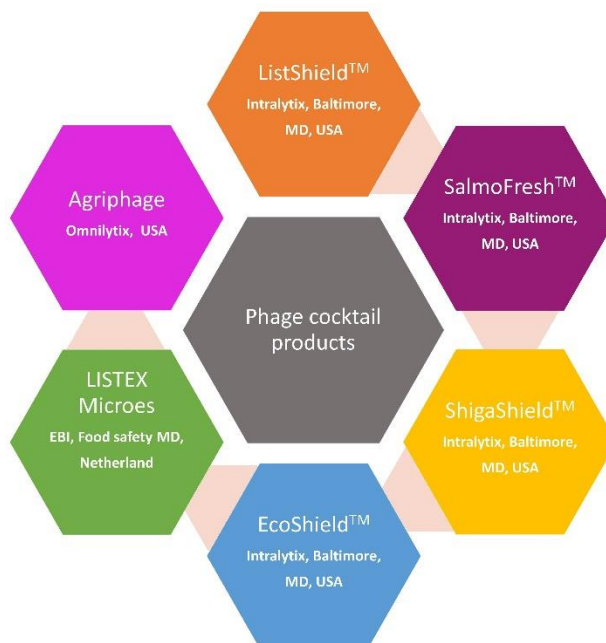 ListShield™
Intralytix, Baltimore,
MD, USA
SalmoFresh™
Intralytix, Baltimore,
MD, USA
ShigaShield™
Intralytix, Baltimore,
MD, USA
EcoShield™
Intralytix, Baltimore,
MD, USA
LISTEX
Microes
EBI, Food safety MD,
Netherland
Agriphage
Omnilytix, USA
Phage cocktail
products